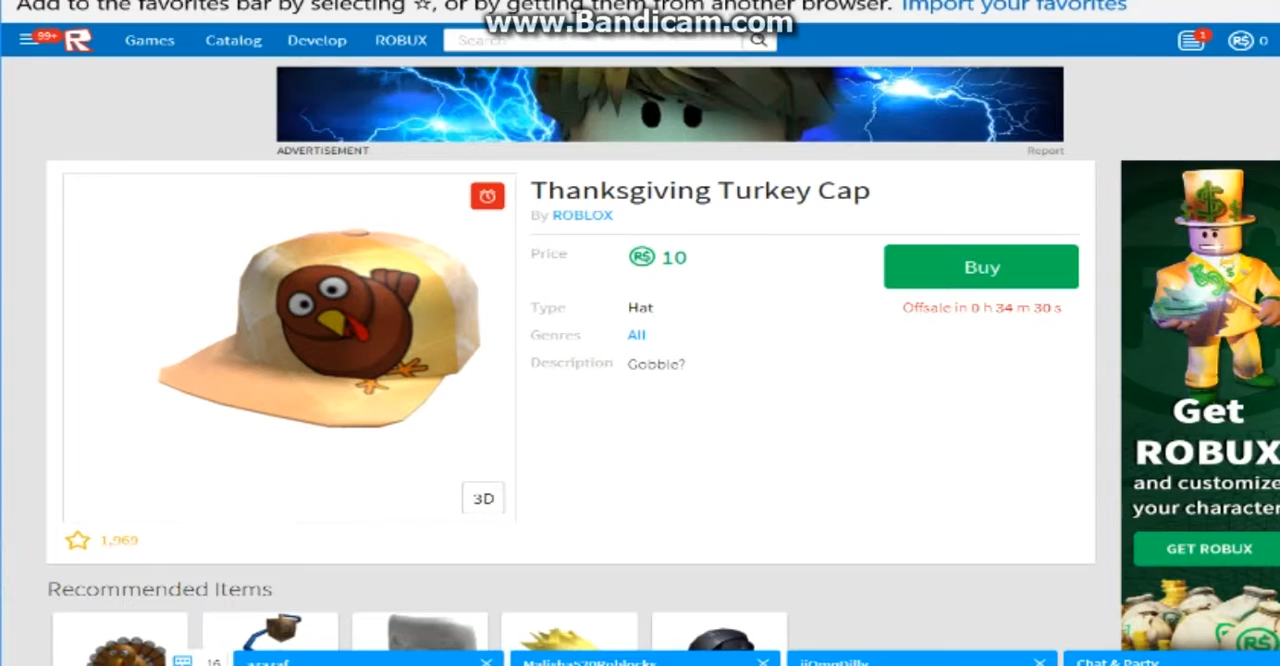 Add to the favorites bar by selecting ☆, or by getting them from another browser. Import your favorites
www.Bandicam.com
99+ R Games Catalog Develop ROBUX Search 1 R$ 0
ADVERTISEMENT Report
Thanksgiving Turkey Cap
By ROBLOX
Price R$ 10 Buy
Type Hat Offsale in 0 h 34 m 30 s
Genres All
Description Gobble?
3D
1,969
Get
ROBUX
and customize
your character
GET ROBUX
R$
Recommended Items
16 Malisha520Roblocks Chat & Party